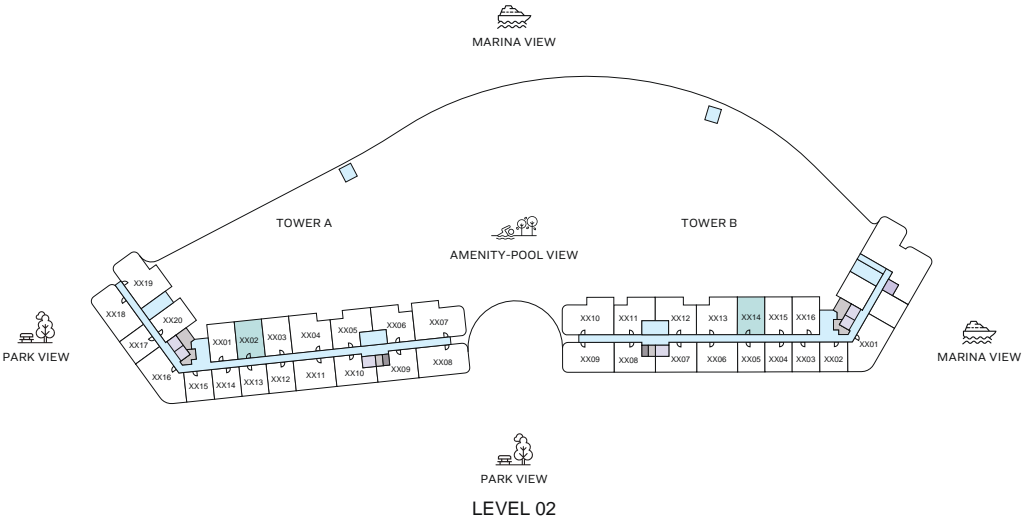 MARINA VIEW
TOWER A
TOWER B
AMENITY-POOL VIEW
XX19
XX18
XX20
XX17
XX16
XX15
XX14
XX13
XX12
XX11
XX10
XX09
XX08
XX01
XX02
XX03
XX04
XX05
XX06
XX07
XX10
XX11
XX12
XX13
XX14
XX15
XX16
XX01
XX09
XX08
XX07
XX06
XX05
XX04
XX03
XX02
PARK VIEW
MARINA VIEW
PARK VIEW
LEVEL 02